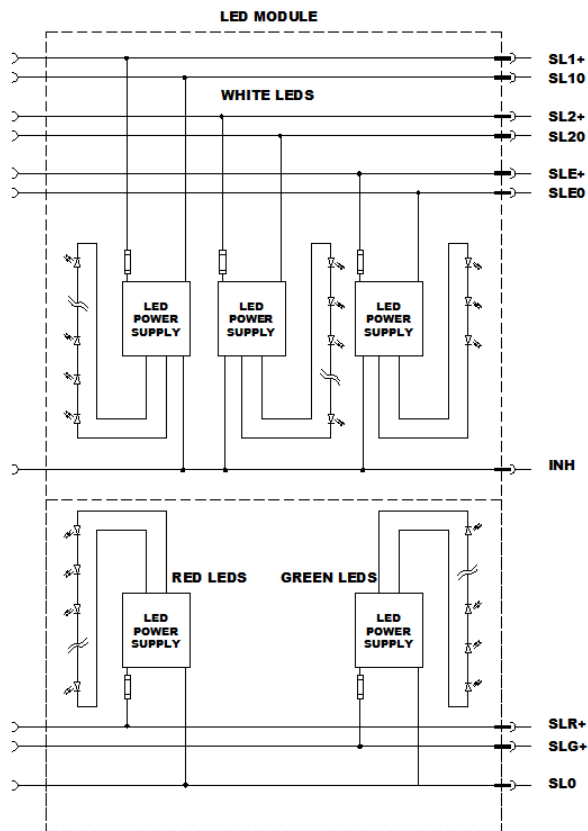 LED MODULE
SL1+
SL10
WHITE LEDS
SL2+
SL20
SLE+
SLE0
LED
POWER
SUPPLY
LED
POWER
SUPPLY
LED
POWER
SUPPLY
INH
RED LEDS
GREEN LEDS
LED
POWER
SUPPLY
LED
POWER
SUPPLY
SLR+
SLG+
SL0